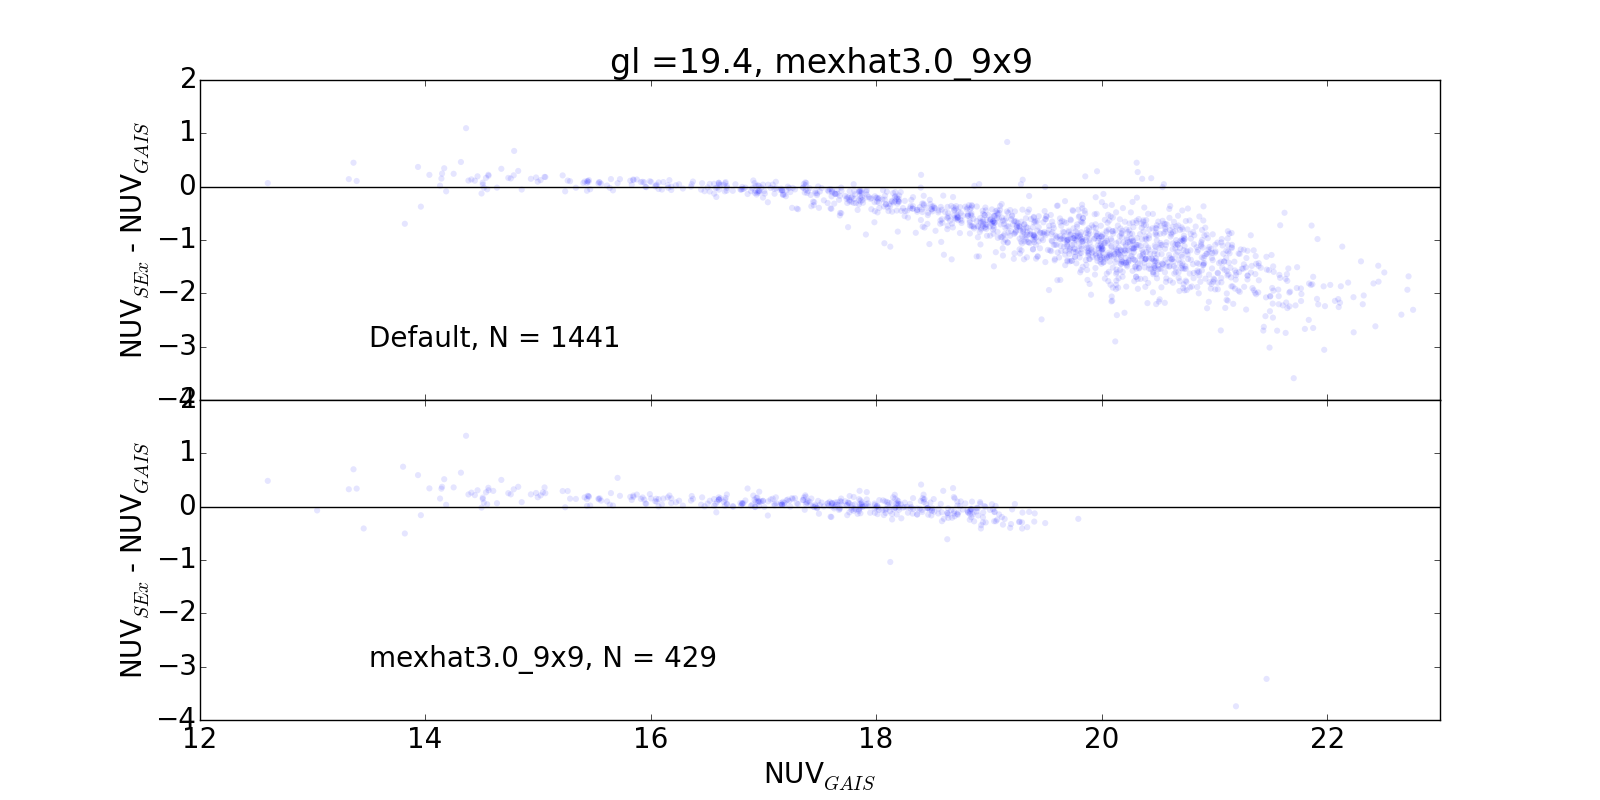 gl =19.4, mexhat3.0_9x9
2
1
0
−1
−2
−3
−4
NUV_SEx - NUV_GAIS
Default, N = 1441
2
1
0
−1
−2
−3
−4
NUV_SEx - NUV_GAIS
mexhat3.0_9x9, N = 429
12 14 16 18 20 22
NUV_GAIS